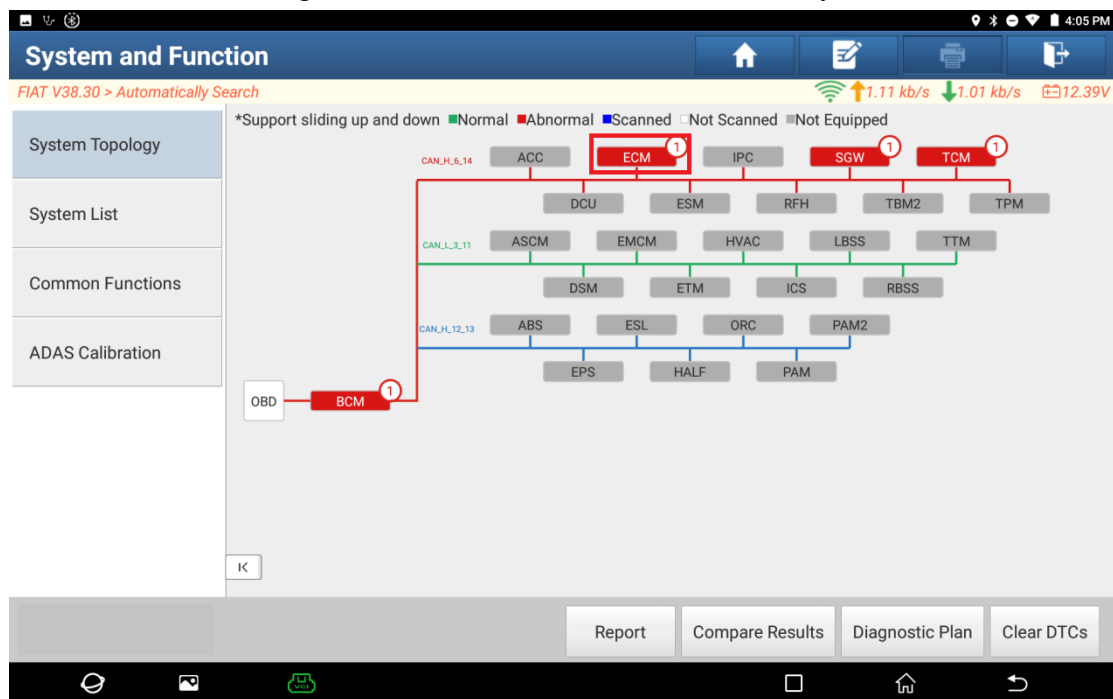 4:05 PM
System and Function
FIAT V38.30 > Automatically Search
1.11 kb/s 1.01 kb/s 12.39V
System Topology
System List
Common Functions
ADAS Calibration
*Support sliding up and down Normal Abnormal Scanned Not Scanned Not Equipped
CAN_H_6_14 ACC ECM 1 IPC SGW 1 TCM 1
DCU ESM RFH TBM2 TPM
CAN_L_3_11 ASCM EMCM HVAC LBSS TTM
DSM ETM ICS RBSS
CAN_H_12_13 ABS ESL ORC PAM2
EPS HALF PAM
OBD BCM 1
Report Compare Results Diagnostic Plan Clear DTCs
VCI